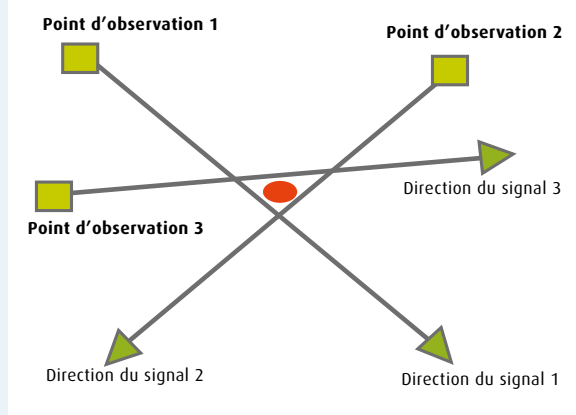 Point d'observation 1
Point d'observation 2
Direction du signal 3
Point d'observation 3
Direction du signal 2
Direction du signal 1